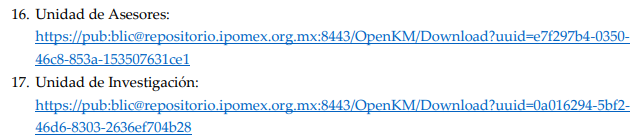 16. Unidad de Asesores:
https://pub:blic@repositorio.ipomex.org.mx:8443/OpenKM/Download?uuid=e7f297b4-0350-
46c8-853a-153507631ce1
17. Unidad de Investigación:
https://pub:blic@repositorio.ipomex.org.mx:8443/OpenKM/Download?uuid=0a016294-5bf2-
46d6-8303-2636ef704b28